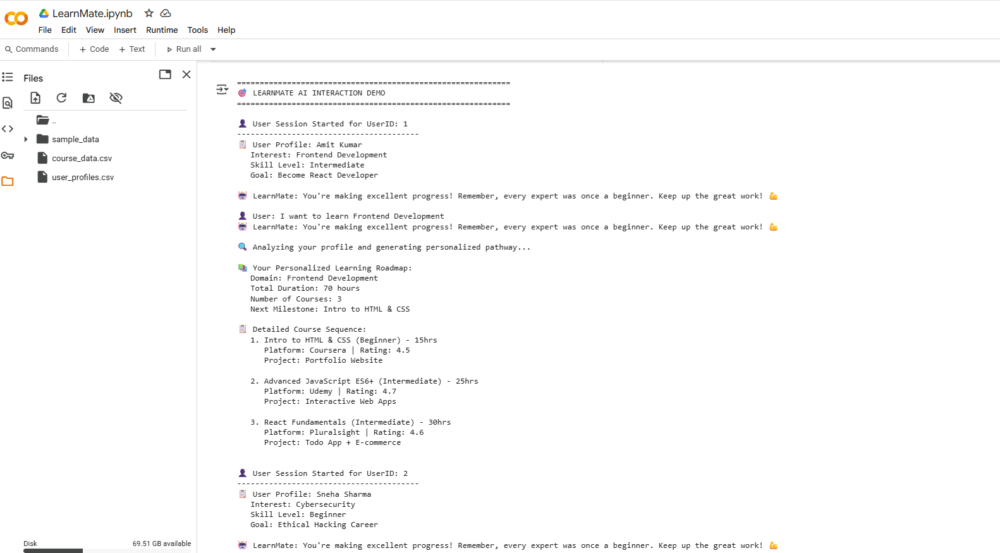 LearnMate.ipynb
File Edit View Insert Runtime Tools Help
Commands + Code + Text Run all
Files
..
sample_data
course_data.csv
user_profiles.csv
Disk 69.51 GB available
============================================================
🎯 LEARNMATE AI INTERACTION DEMO
============================================================
👤 User Session Started for UserID: 1
----------------------------------------
📋 User Profile: Amit Kumar
Interest: Frontend Development
Skill Level: Intermediate
Goal: Become React Developer
🤖 LearnMate: You're making excellent progress! Remember, every expert was once a beginner. Keep up the great work! 💪
👤 User: I want to learn Frontend Development
🤖 LearnMate: You're making excellent progress! Remember, every expert was once a beginner. Keep up the great work! 💪
🔍 Analyzing your profile and generating personalized pathway...
📚 Your Personalized Learning Roadmap:
Domain: Frontend Development
Total Duration: 70 hours
Number of Courses: 3
Next Milestone: Intro to HTML & CSS
📋 Detailed Course Sequence:
1. Intro to HTML & CSS (Beginner) - 15hrs
Platform: Coursera | Rating: 4.5
Project: Portfolio Website
2. Advanced JavaScript ES6+ (Intermediate) - 25hrs
Platform: Udemy | Rating: 4.7
Project: Interactive Web Apps
3. React Fundamentals (Intermediate) - 30hrs
Platform: Pluralsight | Rating: 4.6
Project: Todo App + E-commerce
👤 User Session Started for UserID: 2
----------------------------------------
📋 User Profile: Sneha Sharma
Interest: Cybersecurity
Skill Level: Beginner
Goal: Ethical Hacking Career
🤖 LearnMate: You're making excellent progress! Remember, every expert was once a beginner. Keep up the great work! 💪